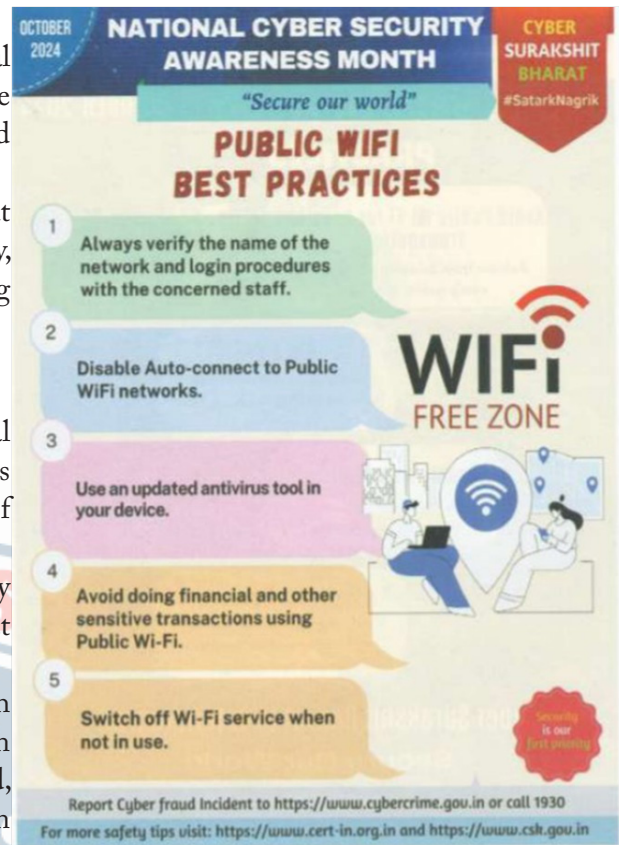 OCTOBER
2024
NATIONAL CYBER SECURITY
AWARENESS MONTH
CYBER
SURAKSHIT
BHARAT
#SatarkNagrik
"Secure our world"
PUBLIC WIFI
BEST PRACTICES
1
Always verify the name of the
network and login procedures
with the concerned staff.
2
Disable Auto-connect to Public
WiFi networks.
WiFi
FREE ZONE
3
Use an updated antivirus tool in
your device.
4
Avoid doing financial and other
sensitive transactions using
Public Wi-Fi.
5
Switch off Wi-Fi service when
not in use.
Security
is our
first priority
Report Cyber fraud Incident to https://www.cybercrime.gov.in or call 1930
For more safety tips visit: https://www.cert-in.org.in and https://www.csk.gov.in